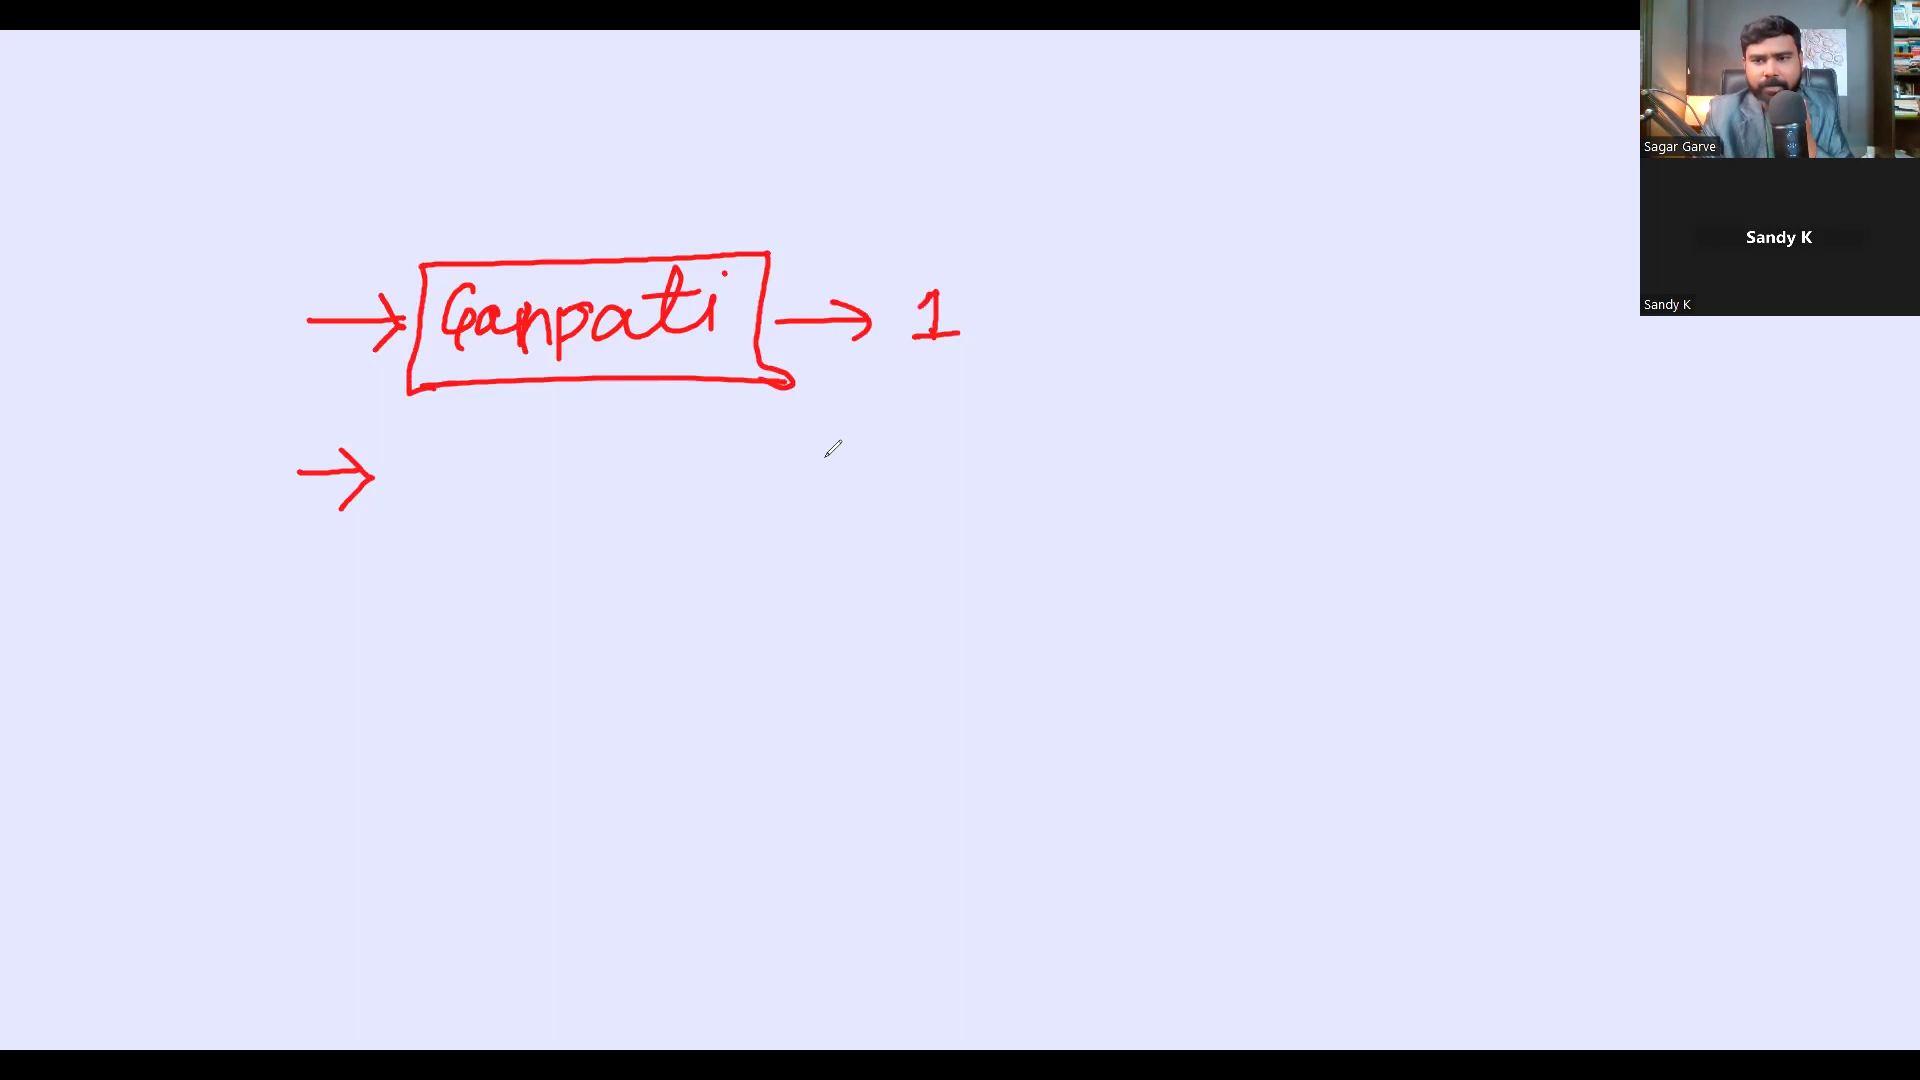 → Ganpati → 1
→
Sagar Garve
Sandy K
Sandy K